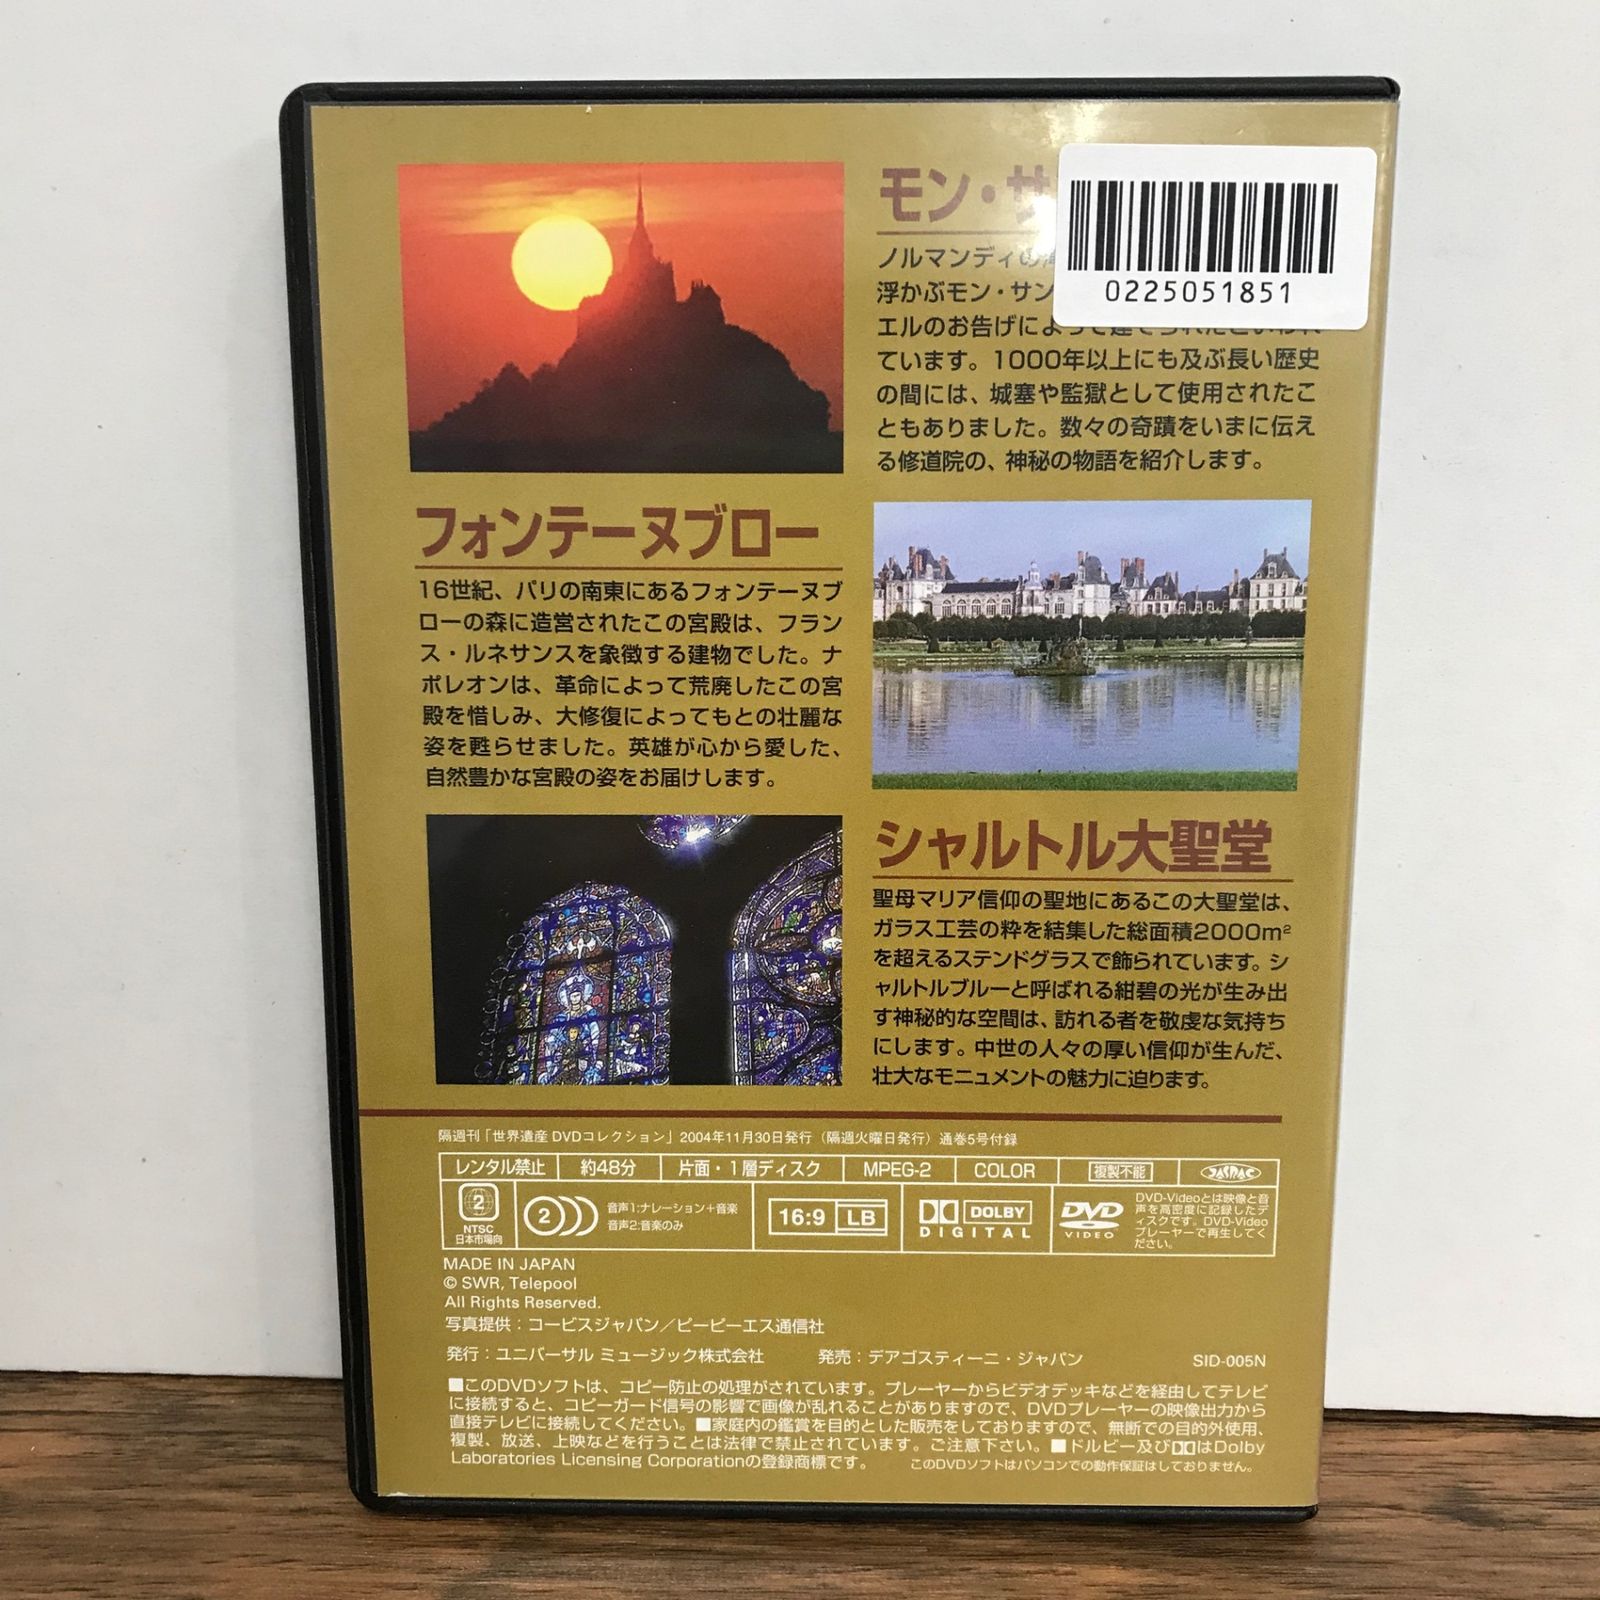 モン・サ
0225051851
ノルマンディの
浮かぶモン・サン
エルのお告げによって建てられたといわれ
ています。1000年以上にも及ぶ長い歴史
の間には、城塞や監獄として使用されたこ
ともありました。数々の奇蹟をいまに伝え
る修道院の、神秘の物語を紹介します。
フォンテーヌブロー
16世紀、パリの南東にあるフォンテーヌブ
ローの森に造営されたこの宮殿は、フラン
ス・ルネサンスを象徴する建物でした。ナ
ポレオンは、革命によって荒廃したこの宮
殿を惜しみ、大修復によってもとの壮麗な
姿を甦らせました。英雄が心から愛した、
自然豊かな宮殿の姿をお届けします。
シャルトル大聖堂
聖母マリア信仰の聖地にあるこの大聖堂は、
ガラス工芸の粋を結集した総面積2000m²
を超えるステンドグラスで飾られています。シ
ャルトルブルーと呼ばれる紺碧の光が生み出
す神秘的な空間は、訪れる者を敬虔な気持ち
にします。中世の人々の厚い信仰が生んだ、
壮大なモニュメントの魅力に迫ります。
隔週刊「世界遺産 DVDコレクション」2004年11月30日発行（隔週火曜日発行）通巻5号付録
レンタル禁止 約48分 片面・1層ディスク MPEG-2 COLOR 複製不能 JASRAC
2 NTSC 日本市場向
2 音声1:ナレーション+音楽
音声2:音楽のみ
16:9 LB
DOLBY DIGITAL
DVD VIDEO
DVD-Videoとは映像と音
声を高密度に記録したデ
ィスクです。DVD-Video
プレーヤーで再生してく
ださい。
MADE IN JAPAN
© SWR, Telepool
All Rights Reserved.
写真提供：コービスジャパン／ピーピーエス通信社
発行：ユニバーサル ミュージック株式会社 発売：デアゴスティーニ・ジャパン SID-005N
■このDVDソフトは、コピー防止の処理がされています。プレーヤーからビデオデッキなどを経由してテレビ
に接続すると、コピーガード信号の影響で画像が乱れることがありますので、DVDプレーヤーの映像出力から
直接テレビに接続してください。■家庭内の鑑賞を目的とした販売をしておりますので、無断での目的外使用、
複製、放送、上映などを行うことは法律で禁止されています。ご注意下さい。■ドルビー及びはDolby
Laboratories Licensing Corporationの登録商標です。 このDVDソフトはパソコンでの動作保証はしておりません。